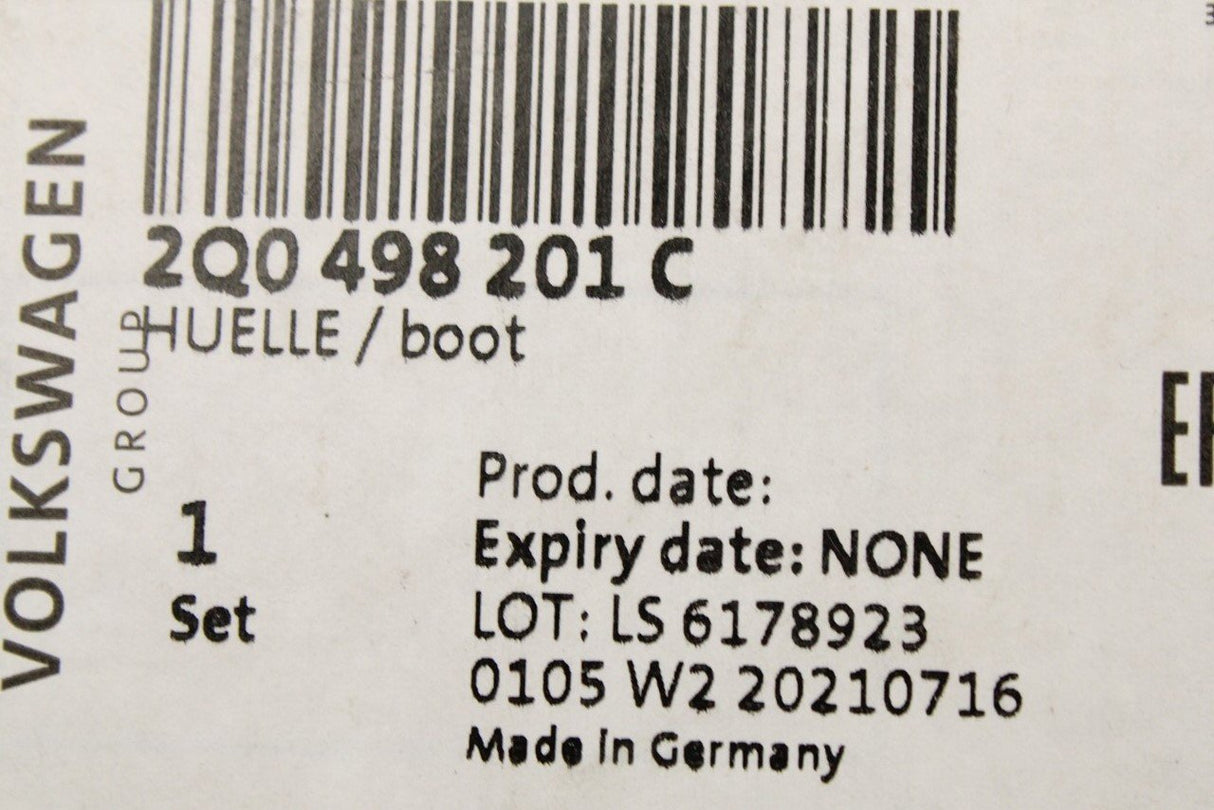 VOLKSWAGEN
GROUP
2Q0 498 201 C
HUELLE / boot
1
Set
Prod. date:
Expiry date: NONE
LOT: LS 6178923
0105 W2 20210716
Made in Germany